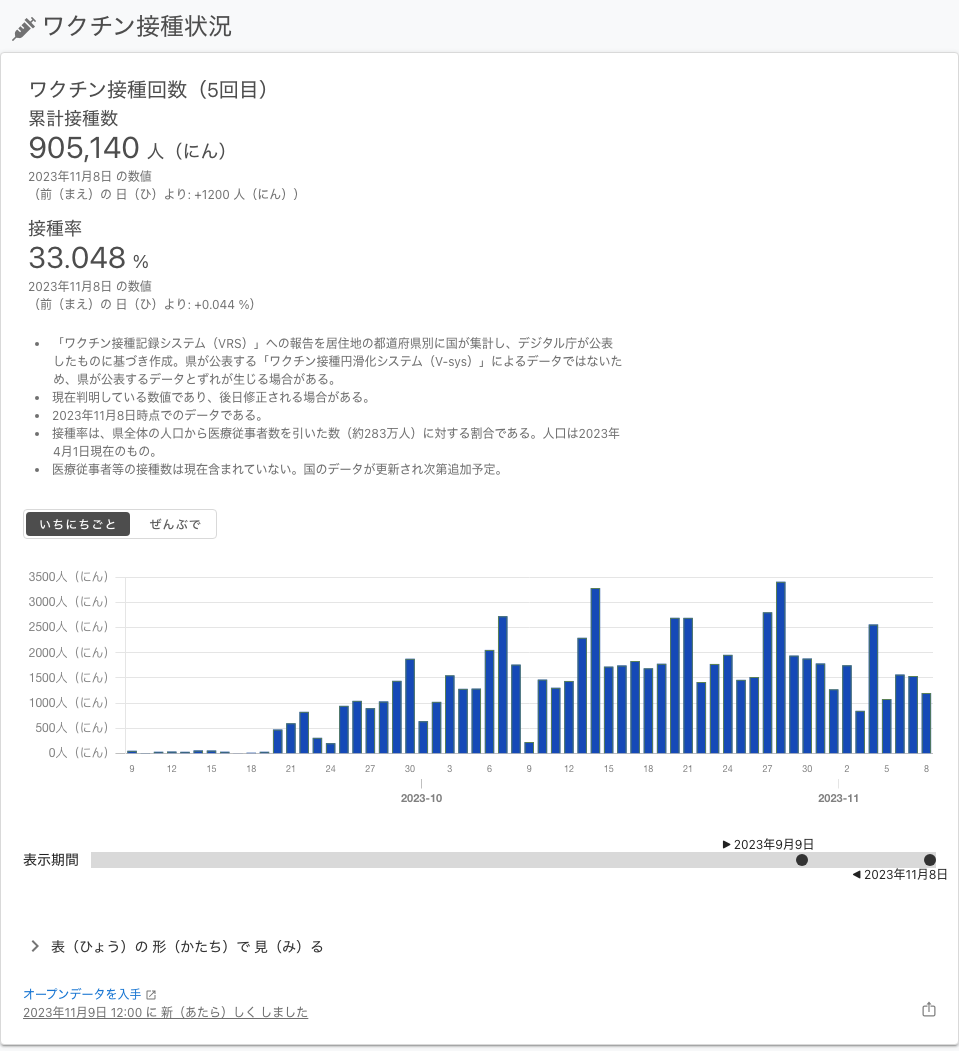 ワクチン接種状況
ワクチン接種回数（5回目）
累計接種数
905,140 人（にん）
2023年11月8日 の数値
（前（まえ）の 日（ひ）より: +1200 人（にん））
接種率
33.048 %
2023年11月8日 の数値
（前（まえ）の 日（ひ）より: +0.044 %）
• 「ワクチン接種記録システム（VRS）」への報告を居住地の都道府県別に国が集計し、デジタル庁が公表
したものに基づき作成。県が公表する「ワクチン接種円滑化システム（V-sys）」によるデータではないた
め、県が公表するデータとずれが生じる場合がある。
• 現在判明している数値であり、後日修正される場合がある。
• 2023年11月8日時点でのデータである。
• 接種率は、県全体の人口から医療従事者数を引いた数（約283万人）に対する割合である。人口は2023年
4月1日現在のもの。
• 医療従事者等の接種数は現在含まれていない。国のデータが更新され次第追加予定。
いちにちごと ぜんぶで
3500人（にん）
3000人（にん）
2500人（にん）
2000人（にん）
1500人（にん）
1000人（にん）
500人（にん）
0人（にん）
9 12 15 18 21 24 27 30 3 6 9 12 15 18 21 24 27 30 2 5 8
2023-10 2023-11
▶ 2023年9月9日
表示期間
◀ 2023年11月8日
表（ひょう）の 形（かたち）で 見（み）る
オープンデータを入手
2023年11月9日 12:00 に 新（あたら）しく しました